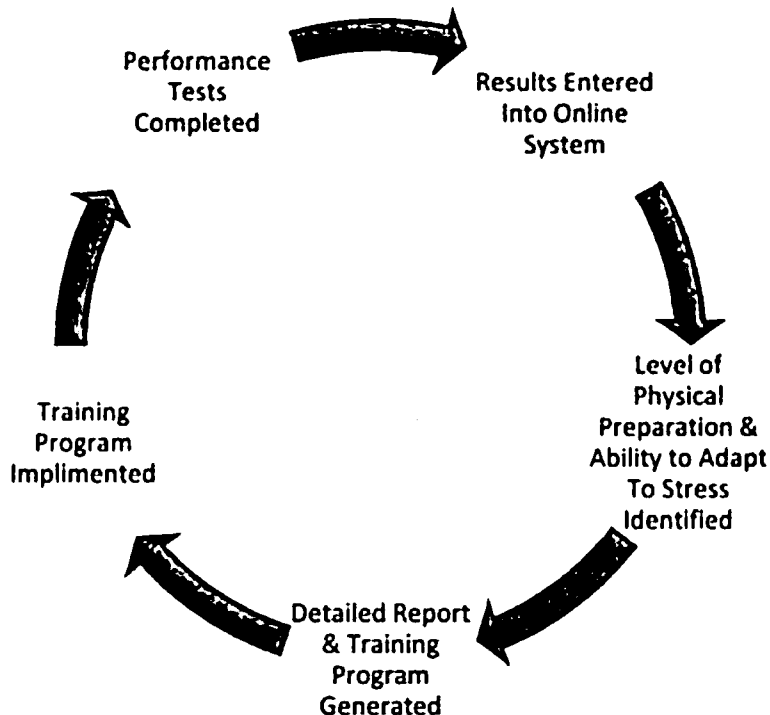 Performance
Tests
Completed
Results Entered
Into Online
System
Level of
Physical
Preparation &
Ability to Adapt
To Stress
Identified
Detailed Report
& Training
Program
Generated
Training
Program
Implimented